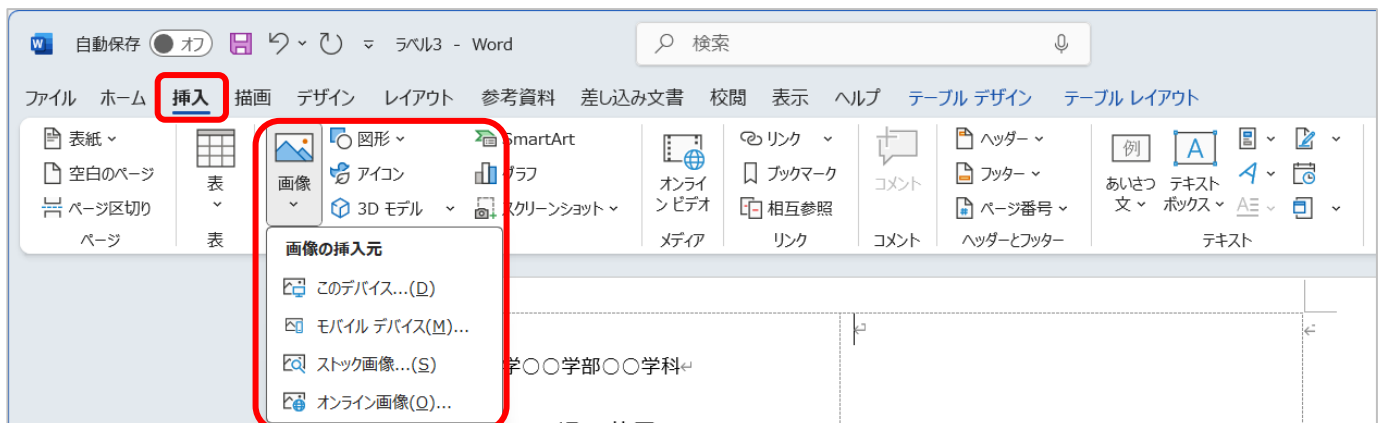 自動保存 オフ ラベル3 - Word 検索
ファイル ホーム 挿入 描画 デザイン レイアウト 参考資料 差し込み文書 校閲 表示 ヘルプ テーブル デザイン テーブル レイアウト
表紙
空白のページ
ページ区切り
ページ
表
表
画像
図形
アイコン
3D モデル
SmartArt
グラフ
スクリーンショット
オンライ
ン ビデオ
メディア
リンク
ブックマーク
相互参照
リンク
コメント
コメント
ヘッダー
フッター
ページ番号
ヘッダーとフッター
例
あいさつ
文
A
テキスト
ボックス
テキスト
画像の挿入元
このデバイス...(D)
モバイル デバイス(M)...
ストック画像...(S)
オンライン画像(O)...
学○○学部○○学科